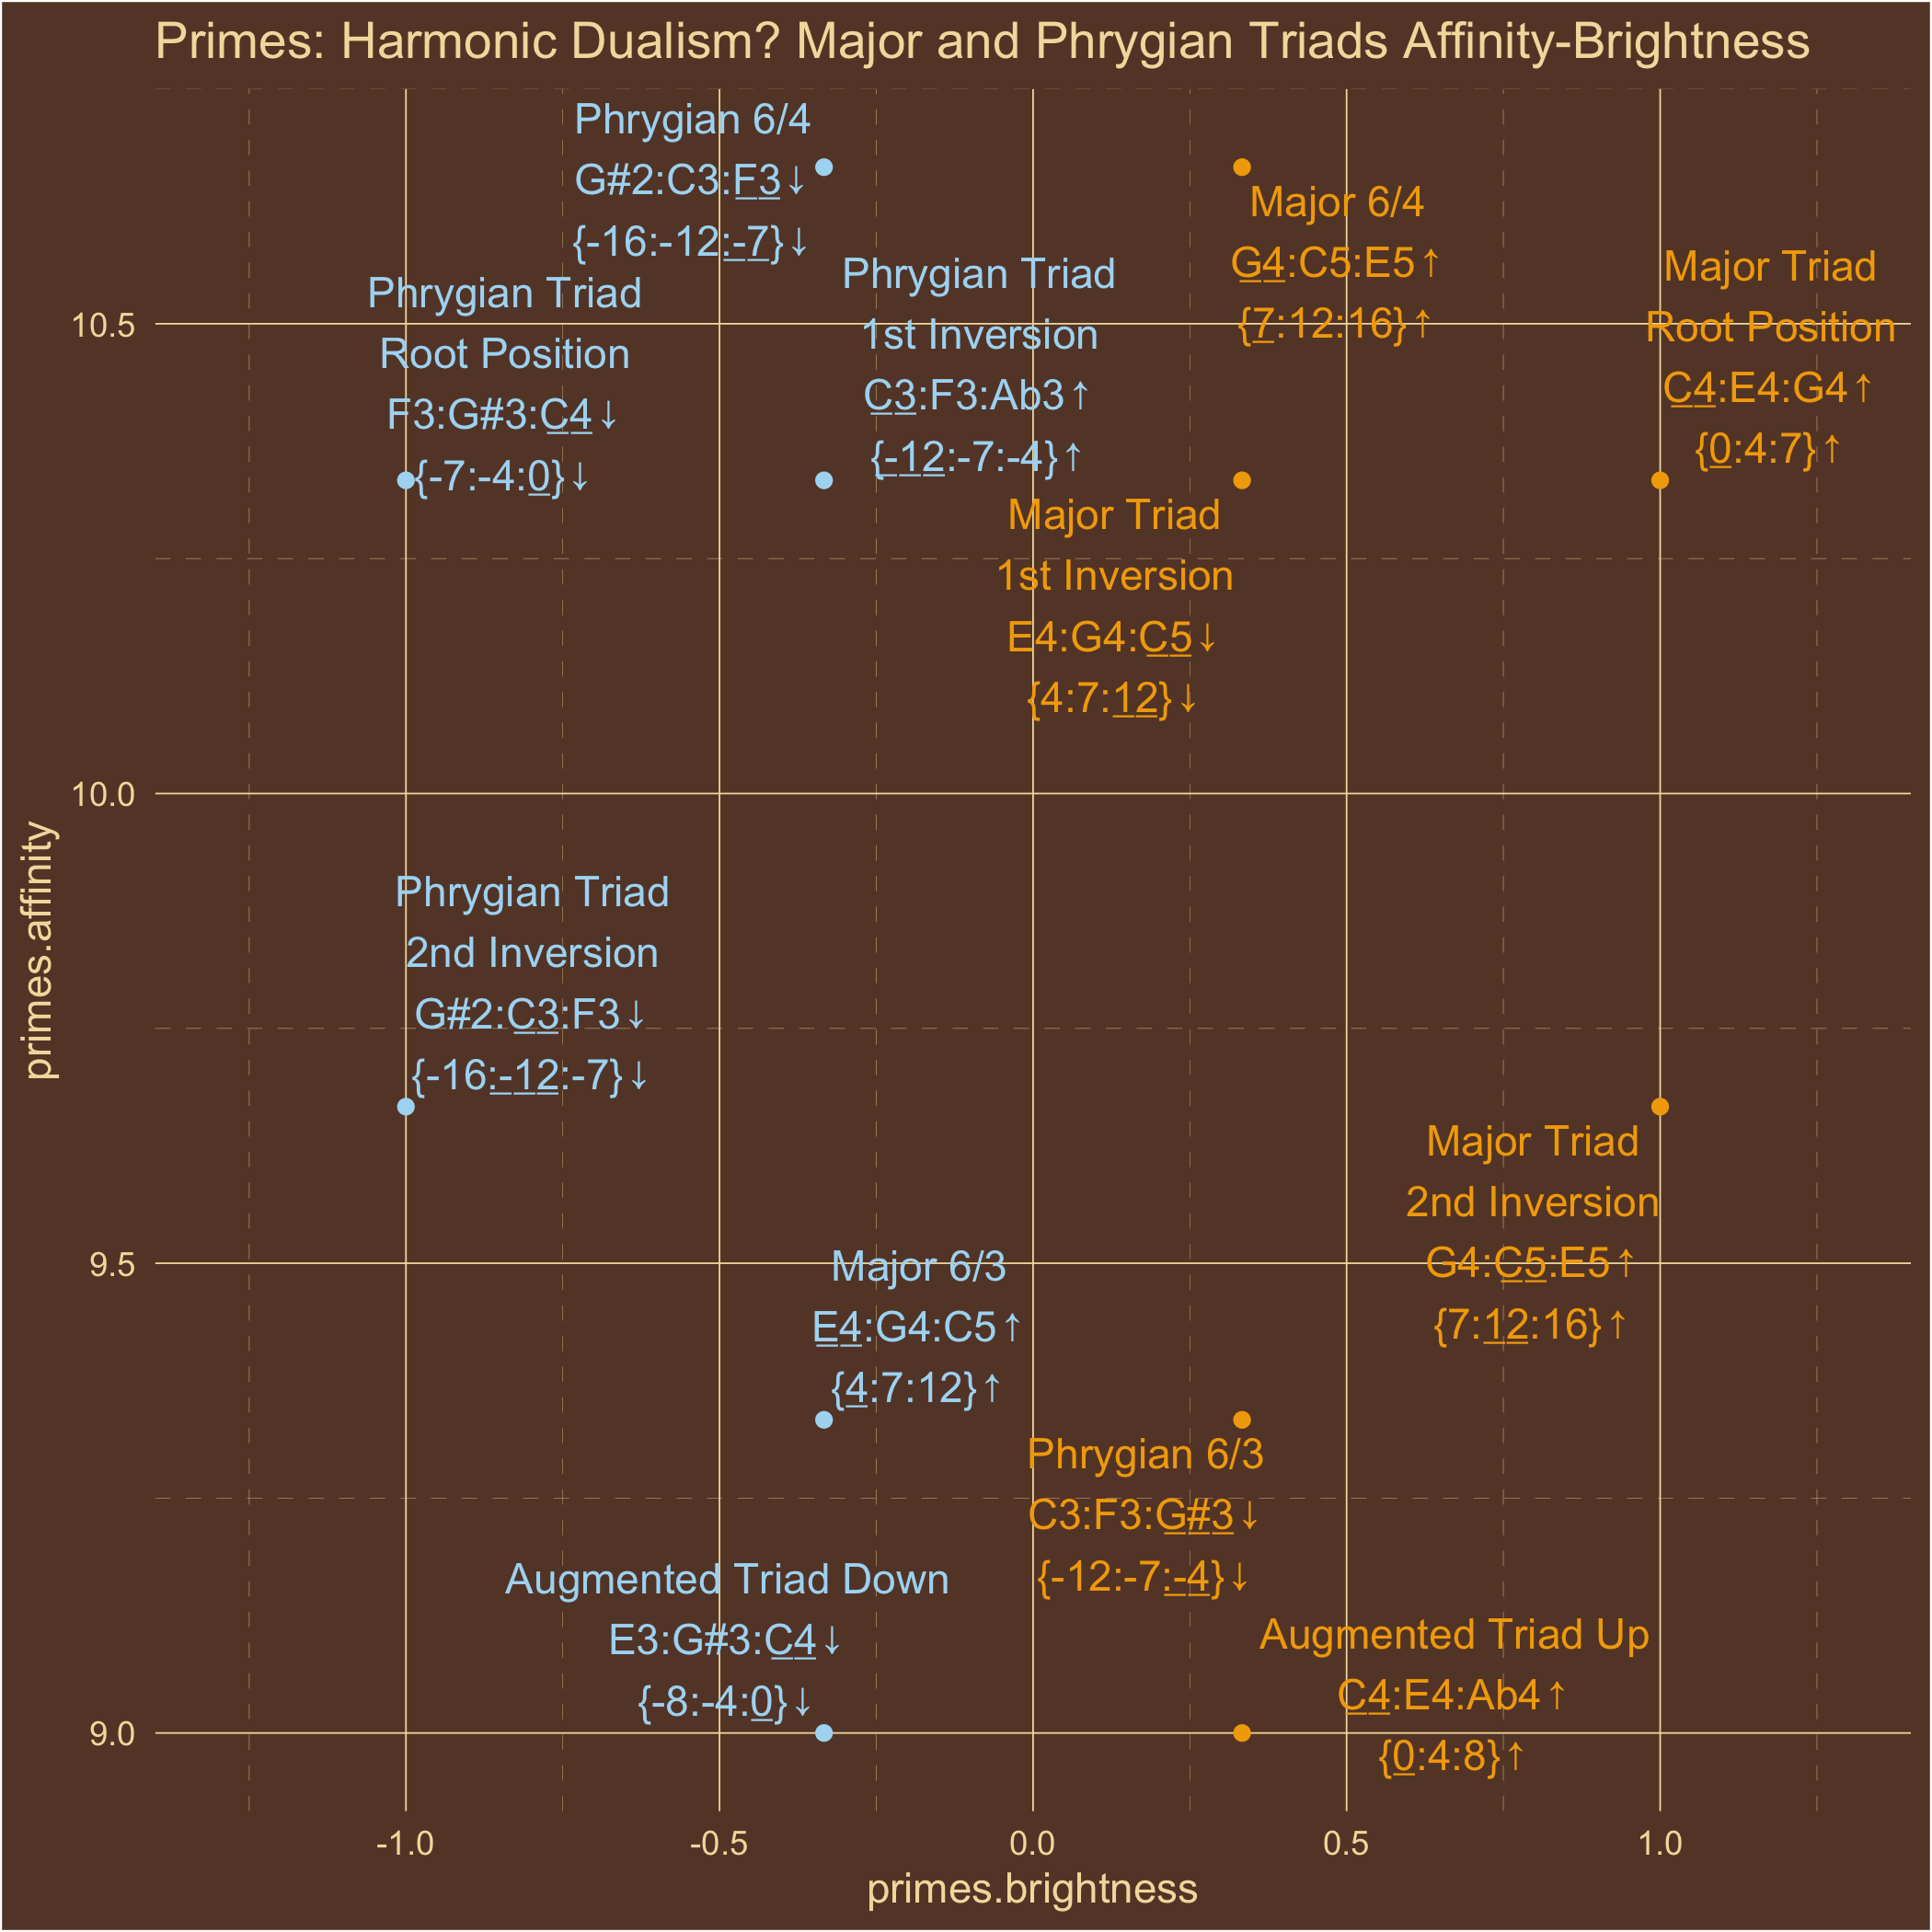 Primes: Harmonic Dualism? Major and Phrygian Triads Affinity-Brightness
Phrygian 6/4
G#2:C3:F3↓
{-16:-12:-7}↓
Major 6/4
G4:C5:E5↑
{7:12:16}↑
Phrygian Triad
Root Position
F3:G#3:C4↓
{-7:-4:0}↓
Phrygian Triad
1st Inversion
C3:F3:Ab3↑
{-12:-7:-4}↑
Major Triad
Root Position
C4:E4:G4↑
{0:4:7}↑
Major Triad
1st Inversion
E4:G4:C5↓
{4:7:12}↓
Phrygian Triad
2nd Inversion
G#2:C3:F3↓
{-16:-12:-7}↓
Major Triad
2nd Inversion
G4:C5:E5↑
{7:12:16}↑
Major 6/3
E4:G4:C5↑
{4:7:12}↑
Phrygian 6/3
C3:F3:G#3↓
{-12:-7:-4}↓
Augmented Triad Down
E3:G#3:C4↓
{-8:-4:0}↓
Augmented Triad Up
C4:E4:Ab4↑
{0:4:8}↑
10.5
10.0
9.5
9.0
primes.affinity
-1.0
-0.5
0.0
0.5
1.0
primes.brightness